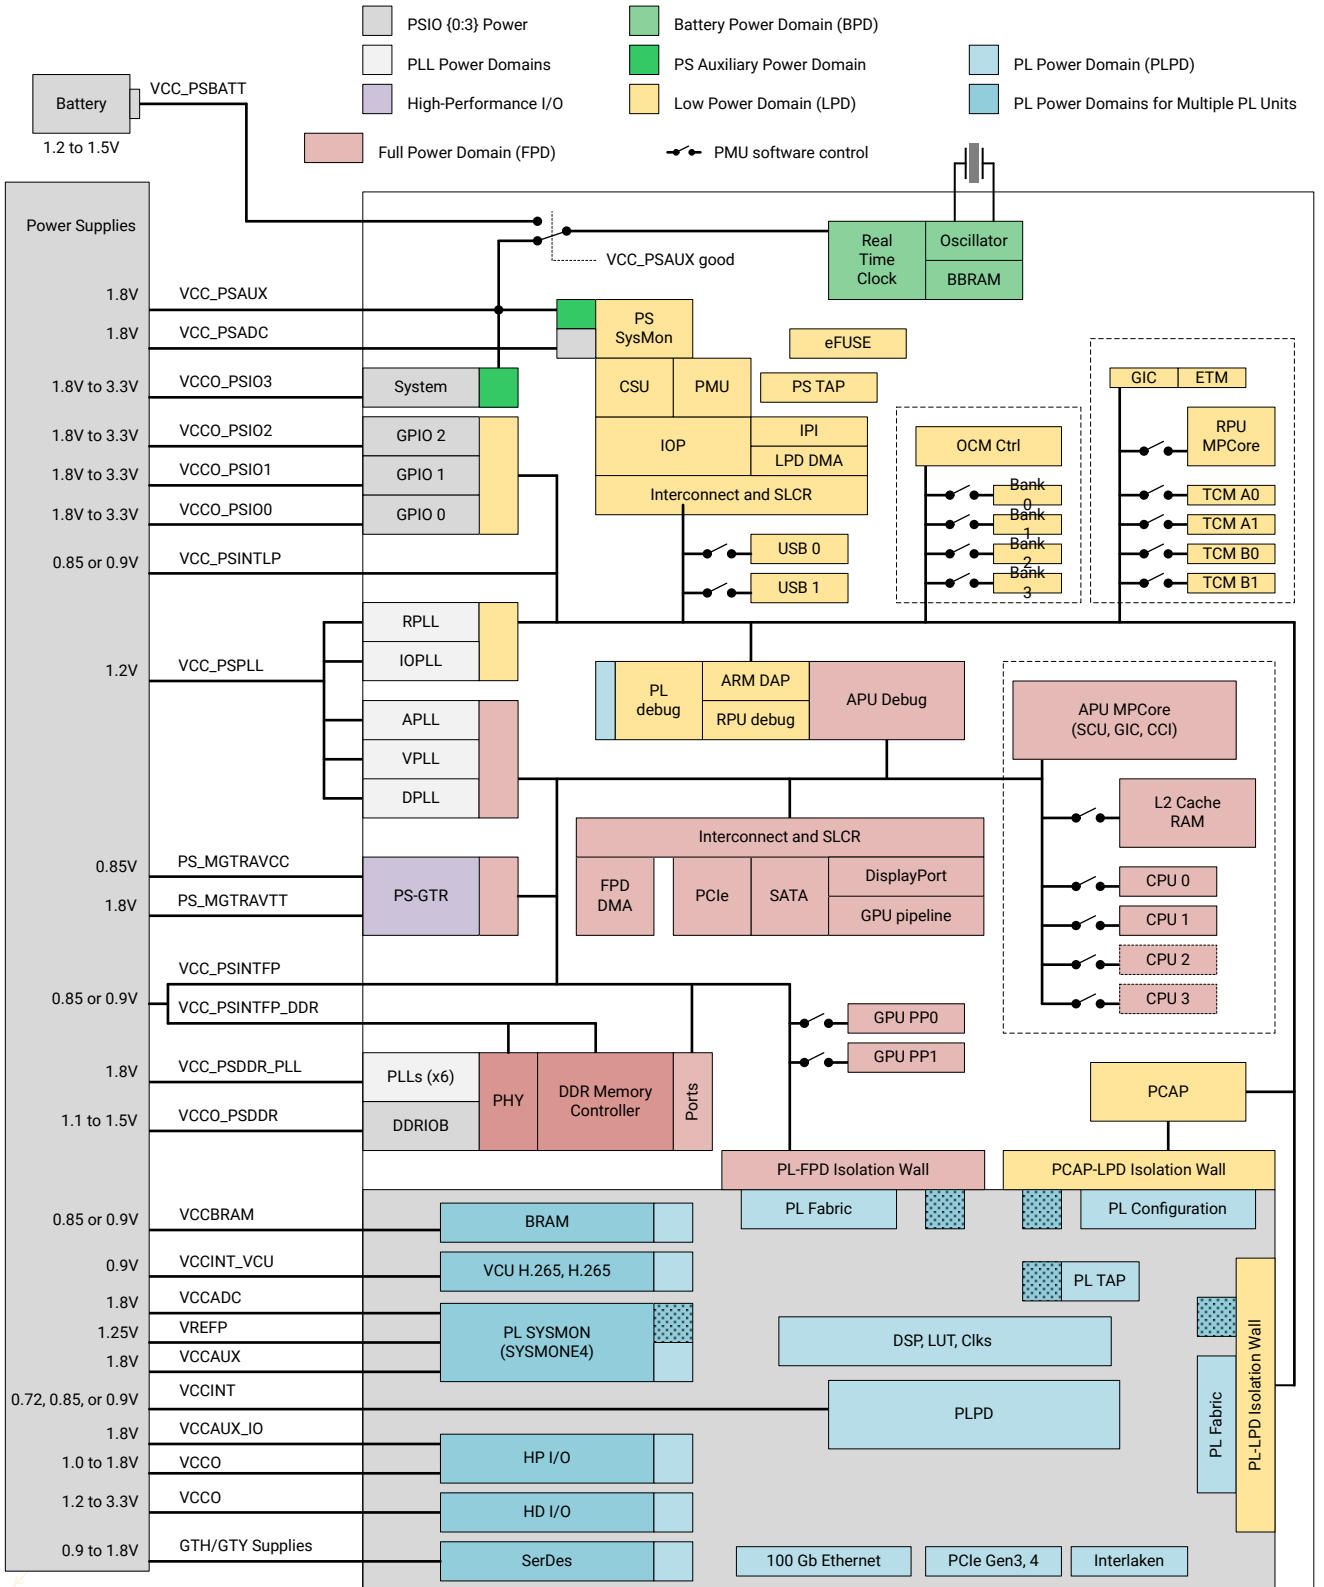 PSIO {0:3} Power
Battery Power Domain (BPD)
PLL Power Domains
PS Auxiliary Power Domain
PL Power Domain (PLPD)
High-Performance I/O
Low Power Domain (LPD)
PL Power Domains for Multiple PL Units
Full Power Domain (FPD)
PMU software control
Battery
VCC_PSBATT
1.2 to 1.5V
Power Supplies
Real
Time
Clock
Oscillator
BBRAM
VCC_PSAUX good
1.8V
VCC_PSAUX
1.8V
VCC_PSADC
PS
SysMon
eFUSE
1.8V to 3.3V
VCCO_PSIO3
System
CSU
PMU
PS TAP
GIC
ETM
1.8V to 3.3V
VCCO_PSIO2
GPIO 2
IOP
IPI
LPD DMA
OCM Ctrl
RPU
MPCore
1.8V to 3.3V
VCCO_PSIO1
GPIO 1
Interconnect and SLCR
Bank
0
TCM A0
1.8V to 3.3V
VCCO_PSIO0
GPIO 0
Bank
1
TCM A1
0.85 or 0.9V
VCC_PSINTLP
USB 0
Bank
2
TCM B0
USB 1
Bank
3
TCM B1
RPLL
IOPLL
1.2V
VCC_PSPLL
PL
debug
ARM DAP
RPU debug
APU Debug
APU MPCore
(SCU, GIC, CCI)
APLL
VPLL
DPLL
L2 Cache
RAM
Interconnect and SLCR
0.85V
PS_MGTRAVCC
1.8V
PS_MGTRAVTT
PS-GTR
FPD
DMA
PCIe
SATA
DisplayPort
GPU pipeline
CPU 0
CPU 1
CPU 2
CPU 3
VCC_PSINTFP
0.85 or 0.9V
VCC_PSINTFP_DDR
GPU PP0
GPU PP1
1.8V
VCC_PSDDR_PLL
PLLs (x6)
PHY
DDR Memory
Controller
Ports
PCAP
1.1 to 1.5V
VCCO_PSDDR
DDRIOB
PL-FPD Isolation Wall
PCAP-LPD Isolation Wall
0.85 or 0.9V
VCCBRAM
BRAM
PL Fabric
PL Configuration
0.9V
VCCINT_VCU
VCU H.265, H.265
PL TAP
1.8V
VCCADC
1.25V
VREFP
PL SYSMON
(SYSMONE4)
DSP, LUT, Clks
1.8V
VCCAUX
0.72, 0.85, or 0.9V
VCCINT
PLPD
PL Fabric
PL-LPD Isolation Wall
1.8V
VCCAUX_IO
1.0 to 1.8V
VCCO
HP I/O
1.2 to 3.3V
VCCO
HD I/O
0.9 to 1.8V
GTH/GTY Supplies
SerDes
100 Gb Ethernet
PCIe Gen3, 4
Interlaken